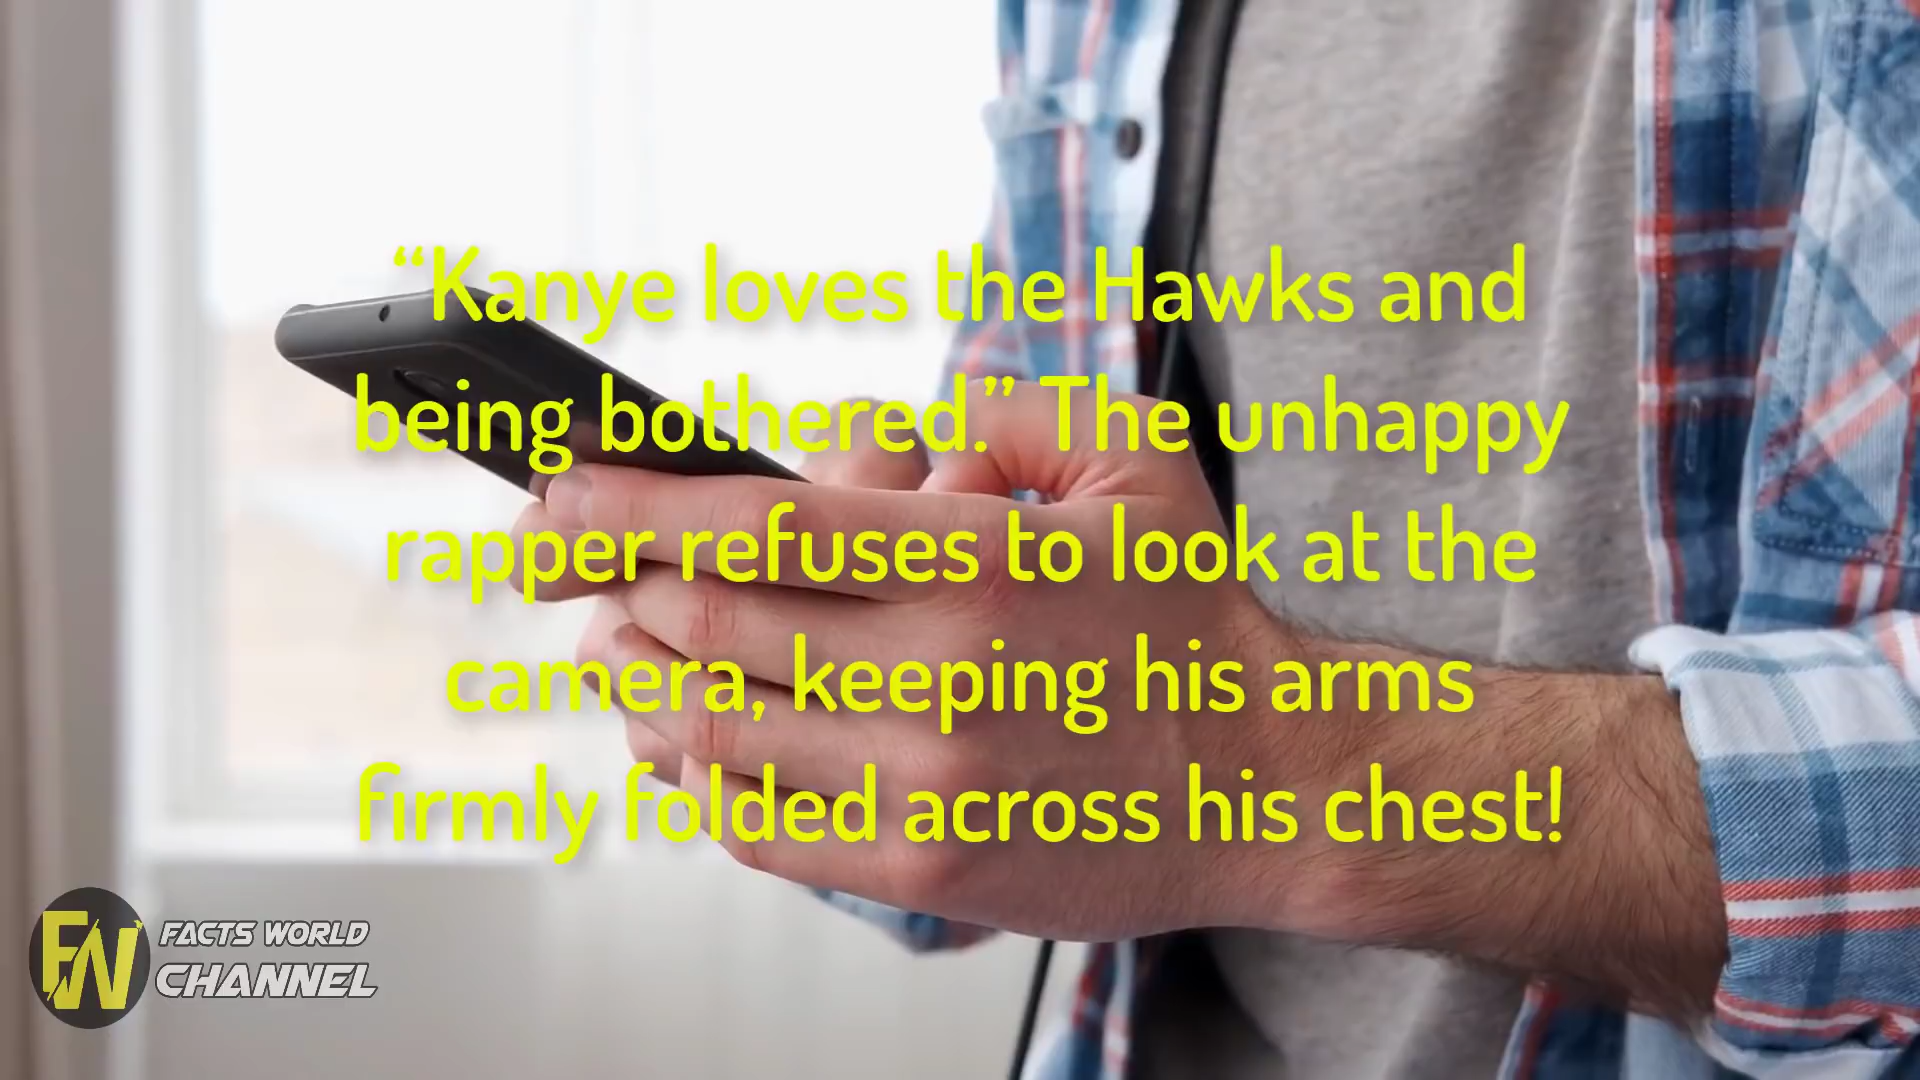 “Kanye loves the Hawks and
being bothered.” The unhappy
rapper refuses to look at the
camera, keeping his arms
firmly folded across his chest!
FW
FACTS WORLD
CHANNEL